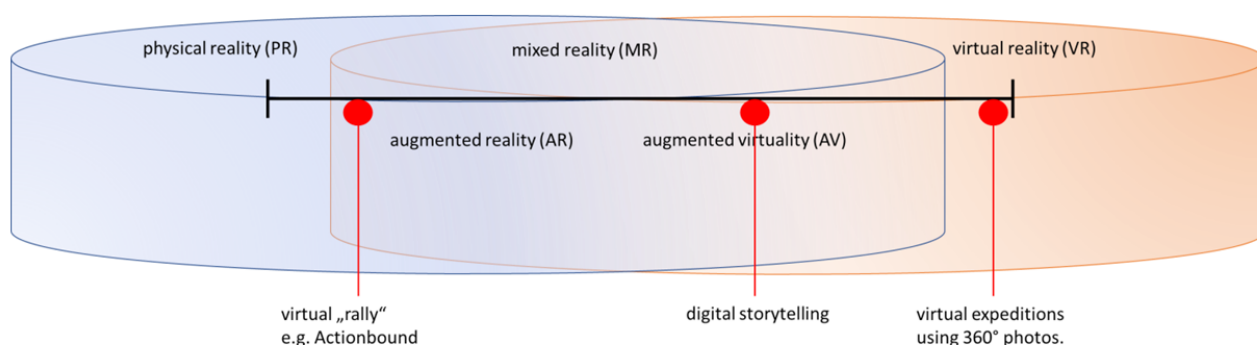 physical reality (PR)
mixed reality (MR)
virtual reality (VR)
augmented reality (AR)
augmented virtuality (AV)
virtual „rally“
e.g. Actionbound
digital storytelling
virtual expeditions
using 360° photos.